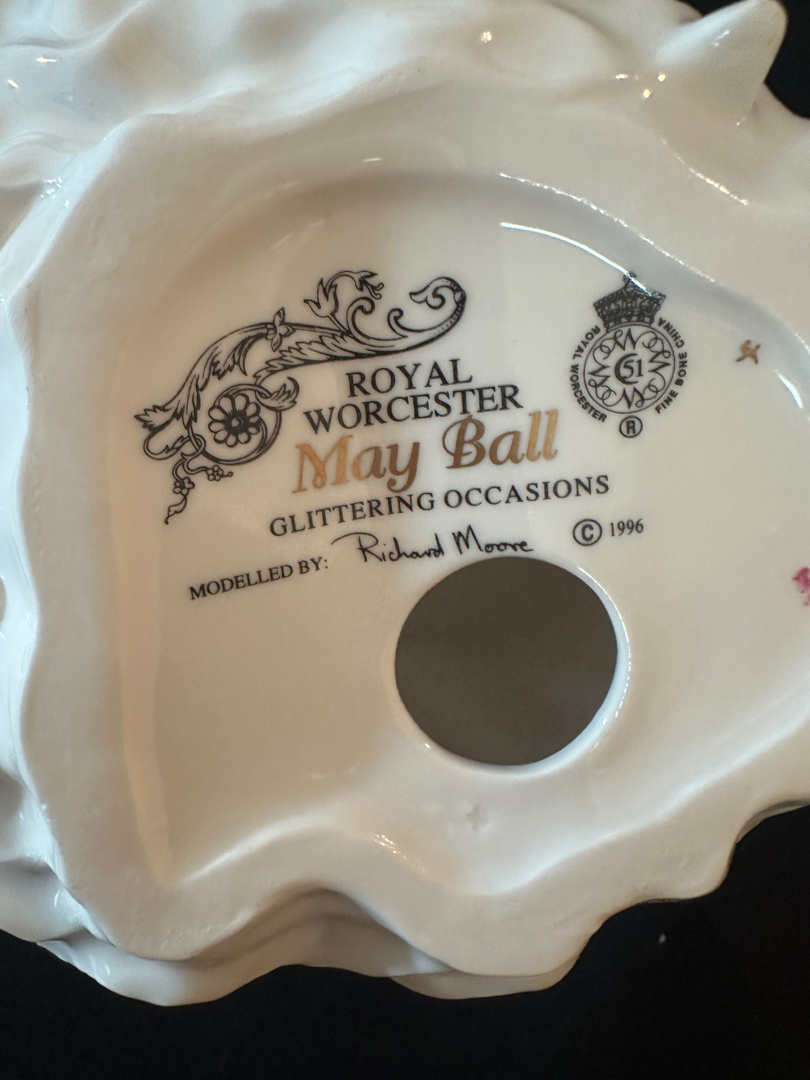 ROYAL
WORCESTER
May Ball
GLITTERING OCCASIONS
MODELLED BY: Richard Moore © 1996
ROYAL WORCESTER FINE BONE CHINA
C 51
®